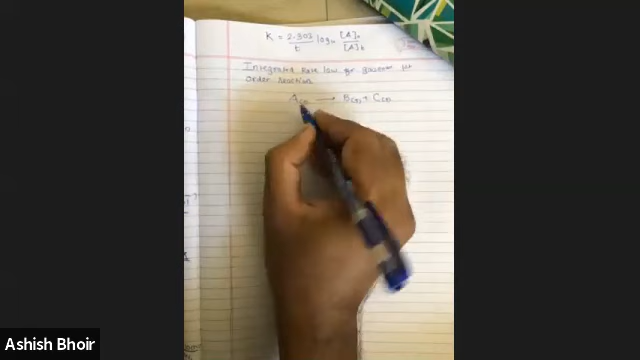 K = 2.303/t log₁₀ [A]₀/[A]t
Integrated Rate law for gaseous 1st
order reaction
A(g) → B(g) + C(g)
Ashish Bhoir